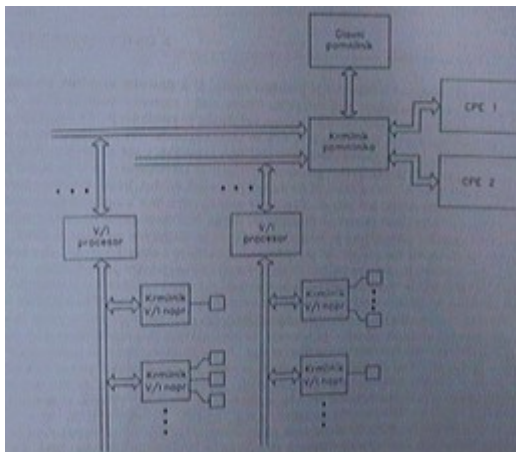 Glavni
pomnilnik
Krmilnik
pomnilnika
CPE 1
CPE 2
V/I
procesor
V/I
procesor
Krmilnik
V/I napr.
Krmilnik
V/I napr.
Krmilnik
V/I napr.
Krmilnik
V/I napr.